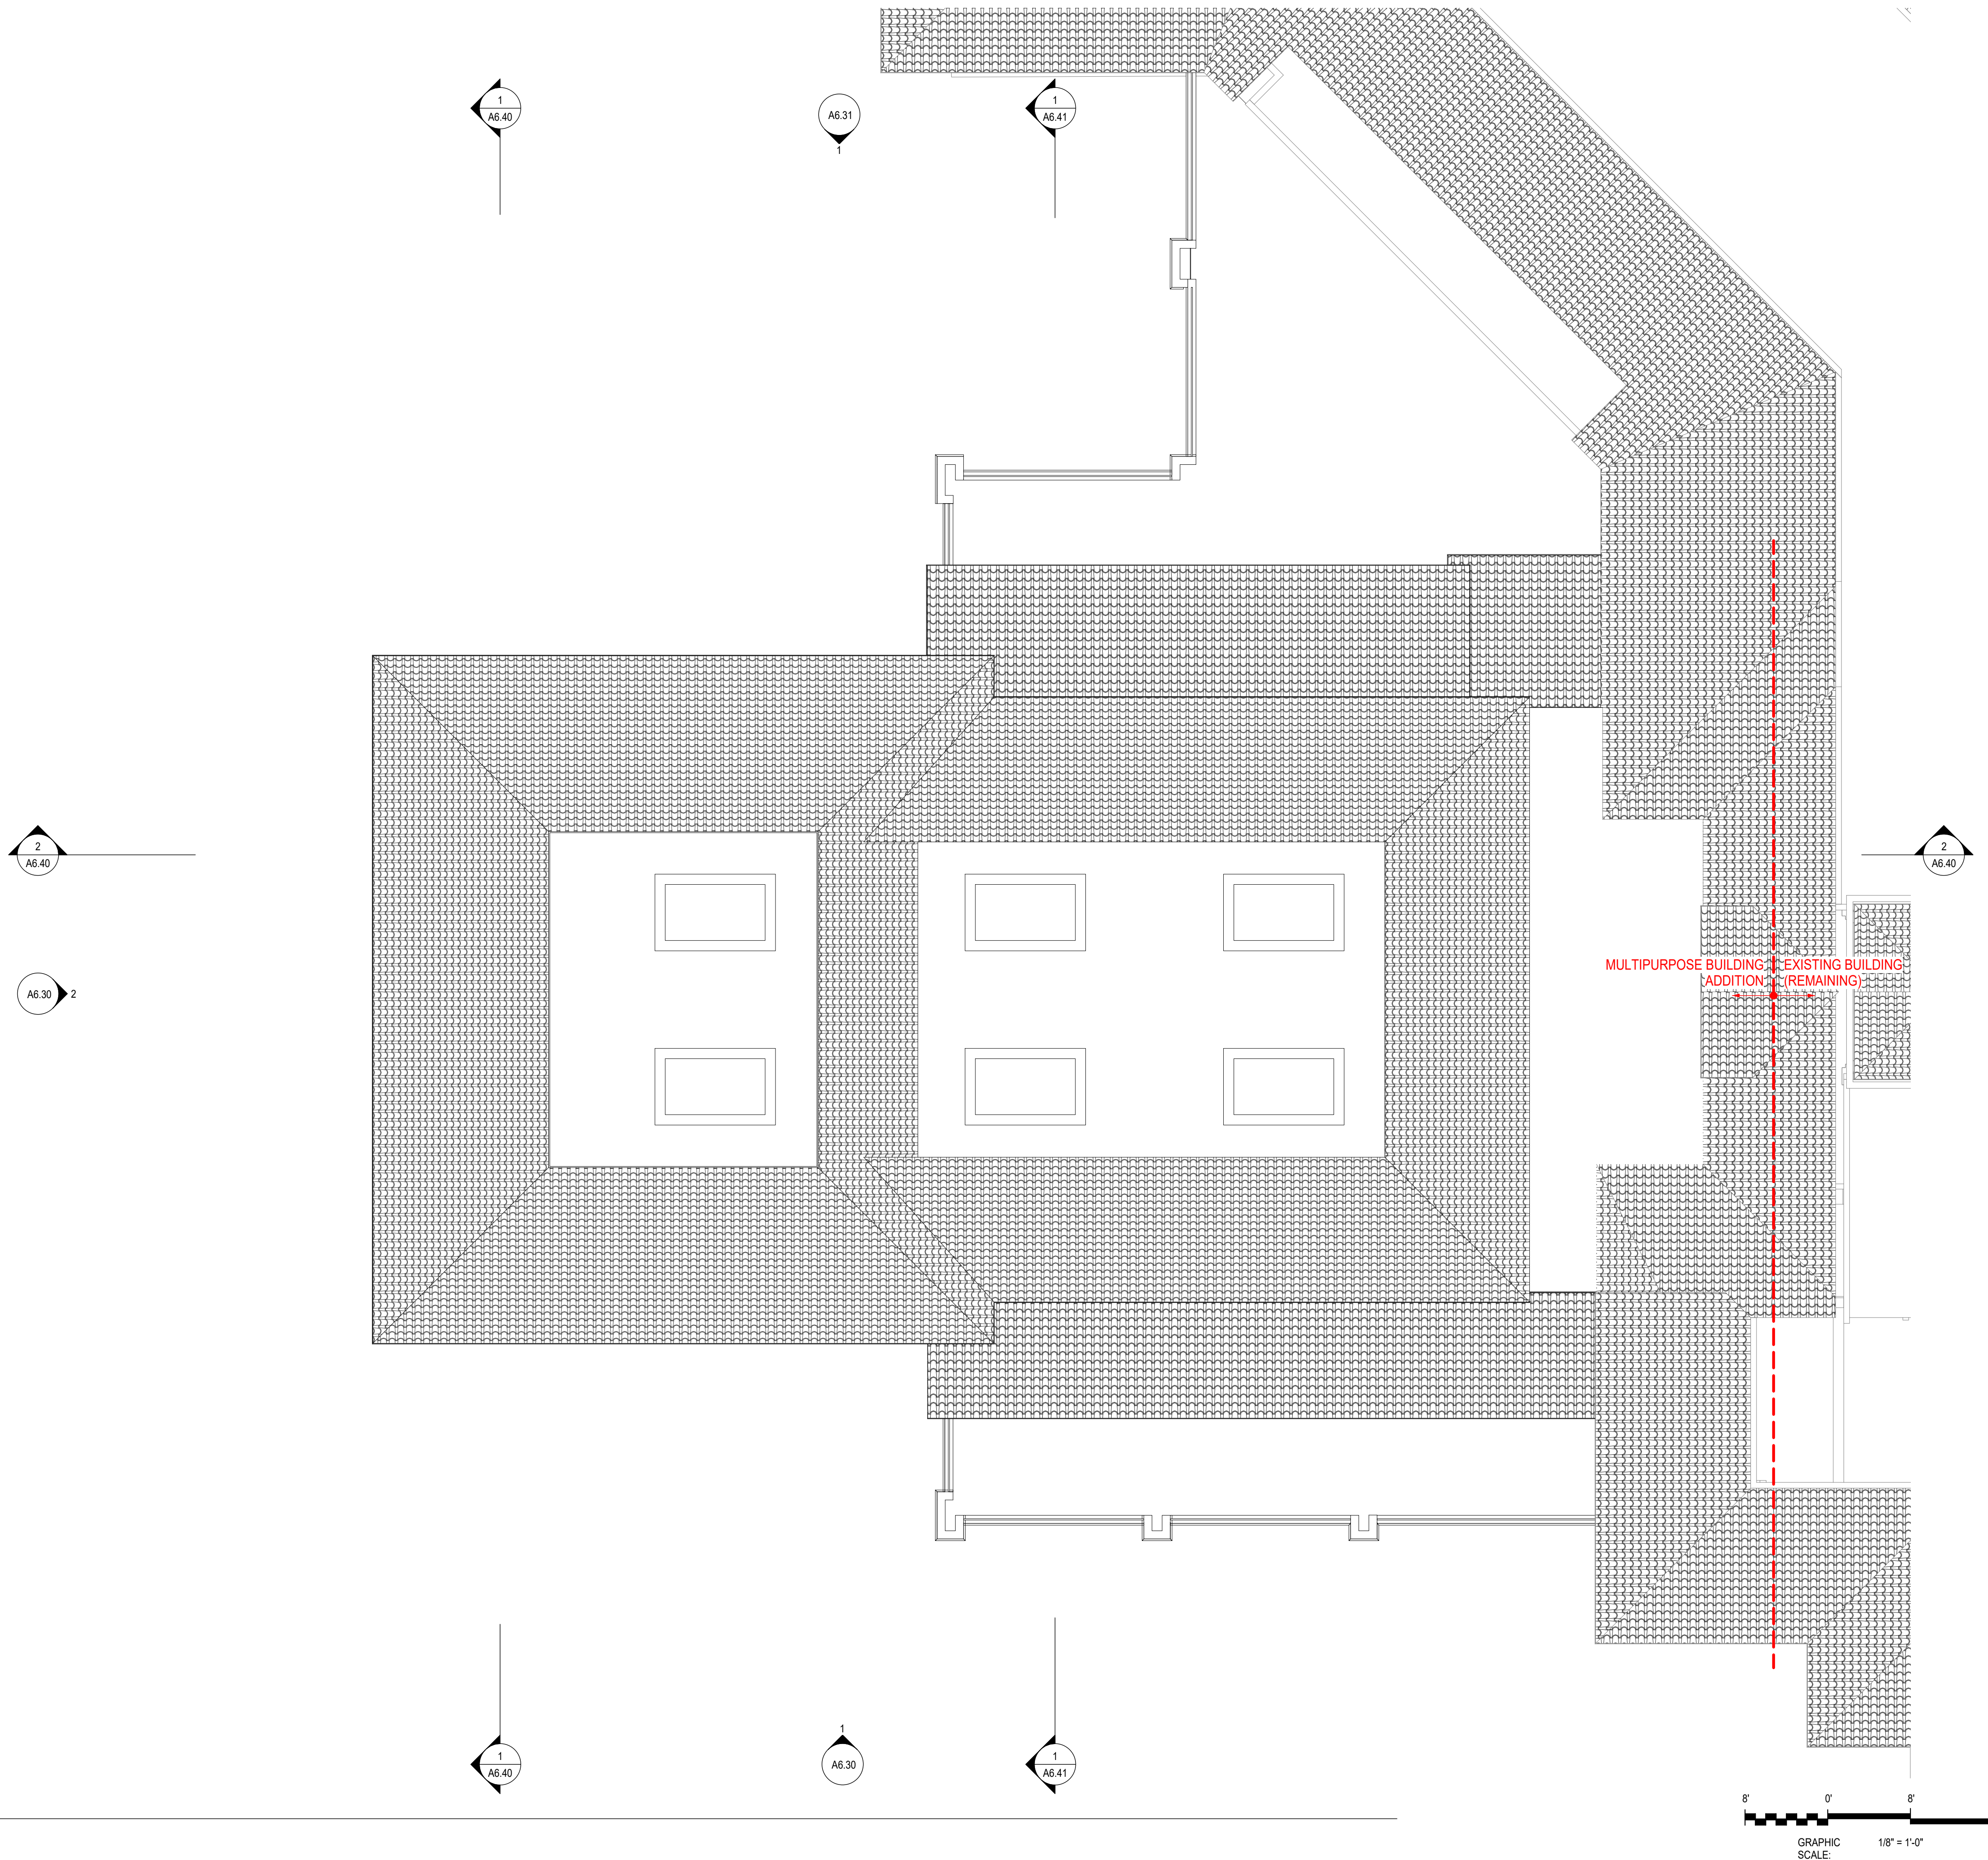 1
A6.40
A6.31
1
1
A6.41
2
A6.40
2
A6.40
MULTIPURPOSE BUILDING
ADDITION
EXISTING BUILDING
(REMAINING)
A6.30
2
1
A6.40
1
A6.30
1
A6.41
8'
0'
8'
GRAPHIC
SCALE:
1/8" = 1'-0"